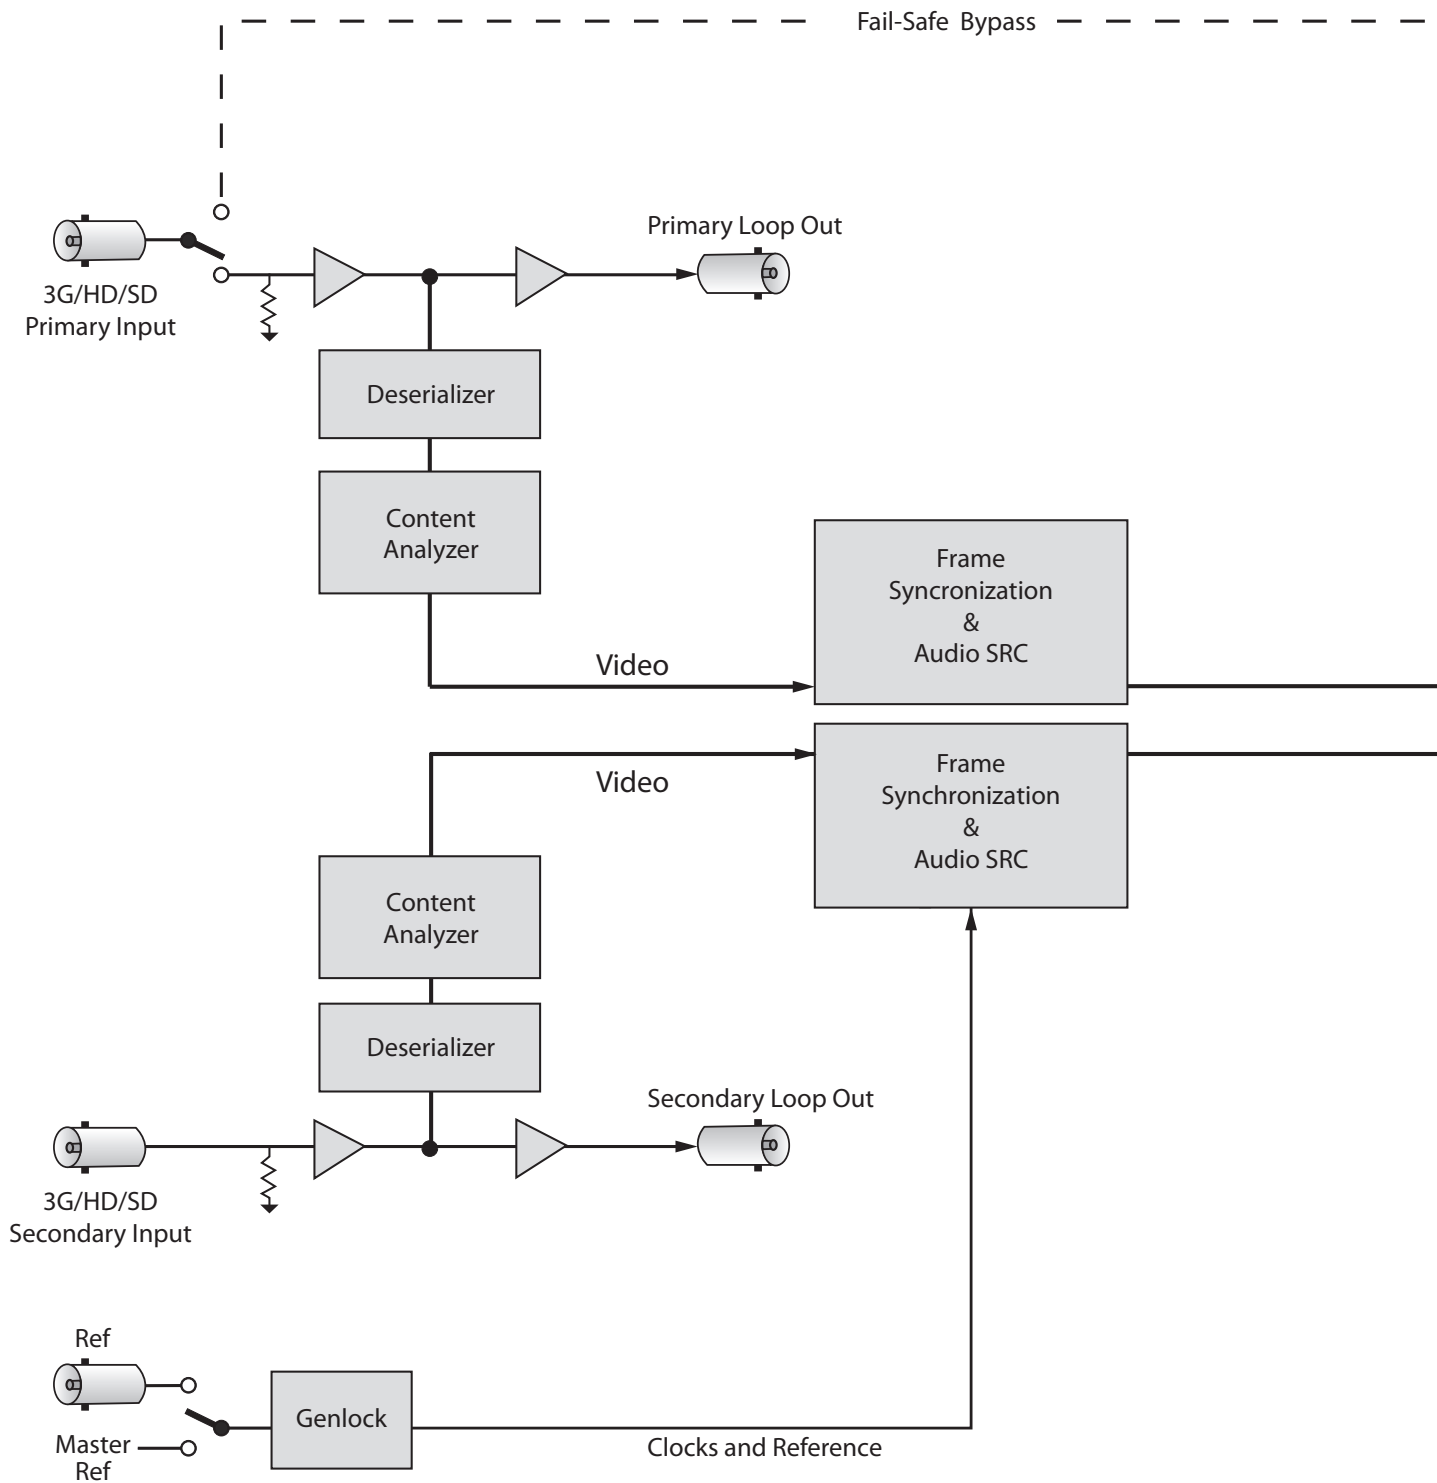 Fail-Safe Bypass
Primary Loop Out
3G/HD/SD
Primary Input
Deserializer
Content
Analyzer
Frame
Syncronization
&
Audio SRC
Video
Video
Frame
Synchronization
&
Audio SRC
Content
Analyzer
Deserializer
Secondary Loop Out
3G/HD/SD
Secondary Input
Ref
Genlock
Master
Ref
Clocks and Reference